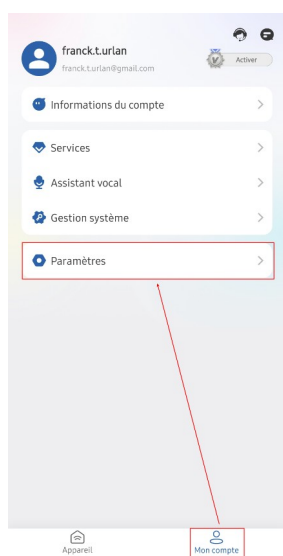 franck.t.urlan
franck.t.urlan@gmail.com
V
Activer
Informations du compte
Services
Assistant vocal
Gestion système
Paramètres
Appareil
Mon compte